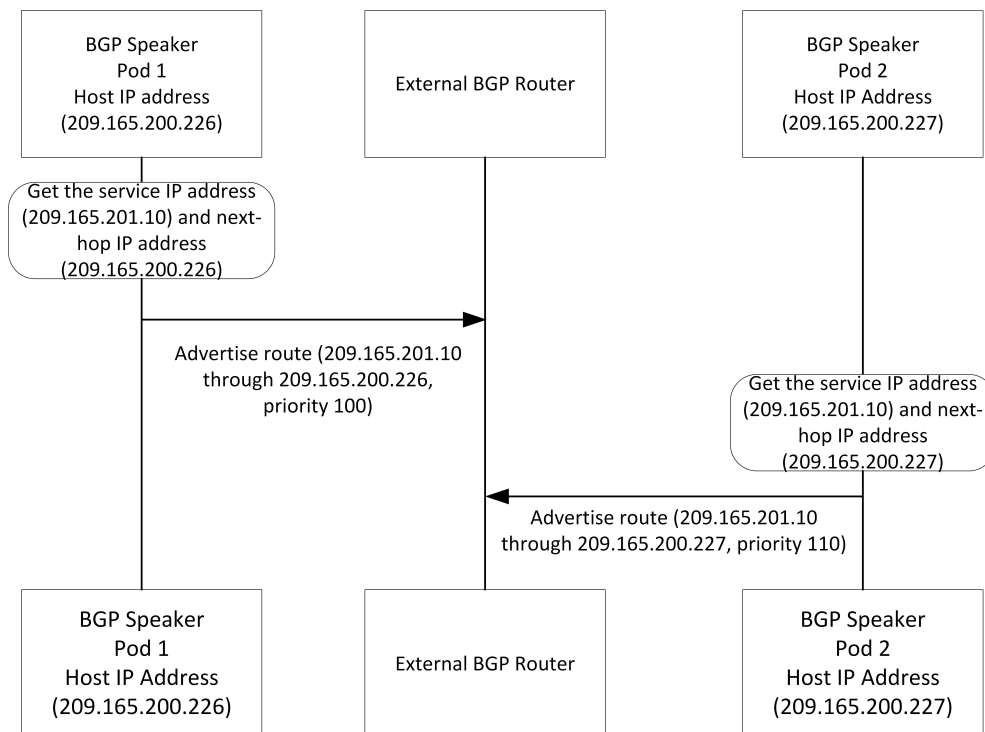 BGP Speaker
Pod 1
Host IP address
(209.165.200.226)
External BGP Router
BGP Speaker
Pod 2
Host IP Address
(209.165.200.227)
Get the service IP address
(209.165.201.10) and next-
hop IP address
(209.165.200.226)
Advertise route (209.165.201.10
through 209.165.200.226,
priority 100)
Get the service IP address
(209.165.201.10) and next-
hop IP address
(209.165.200.227)
Advertise route (209.165.201.10
through 209.165.200.227, priority 110)
BGP Speaker
Pod 1
Host IP Address
(209.165.200.226)
External BGP Router
BGP Speaker
Pod 2
Host IP Address
(209.165.200.227)